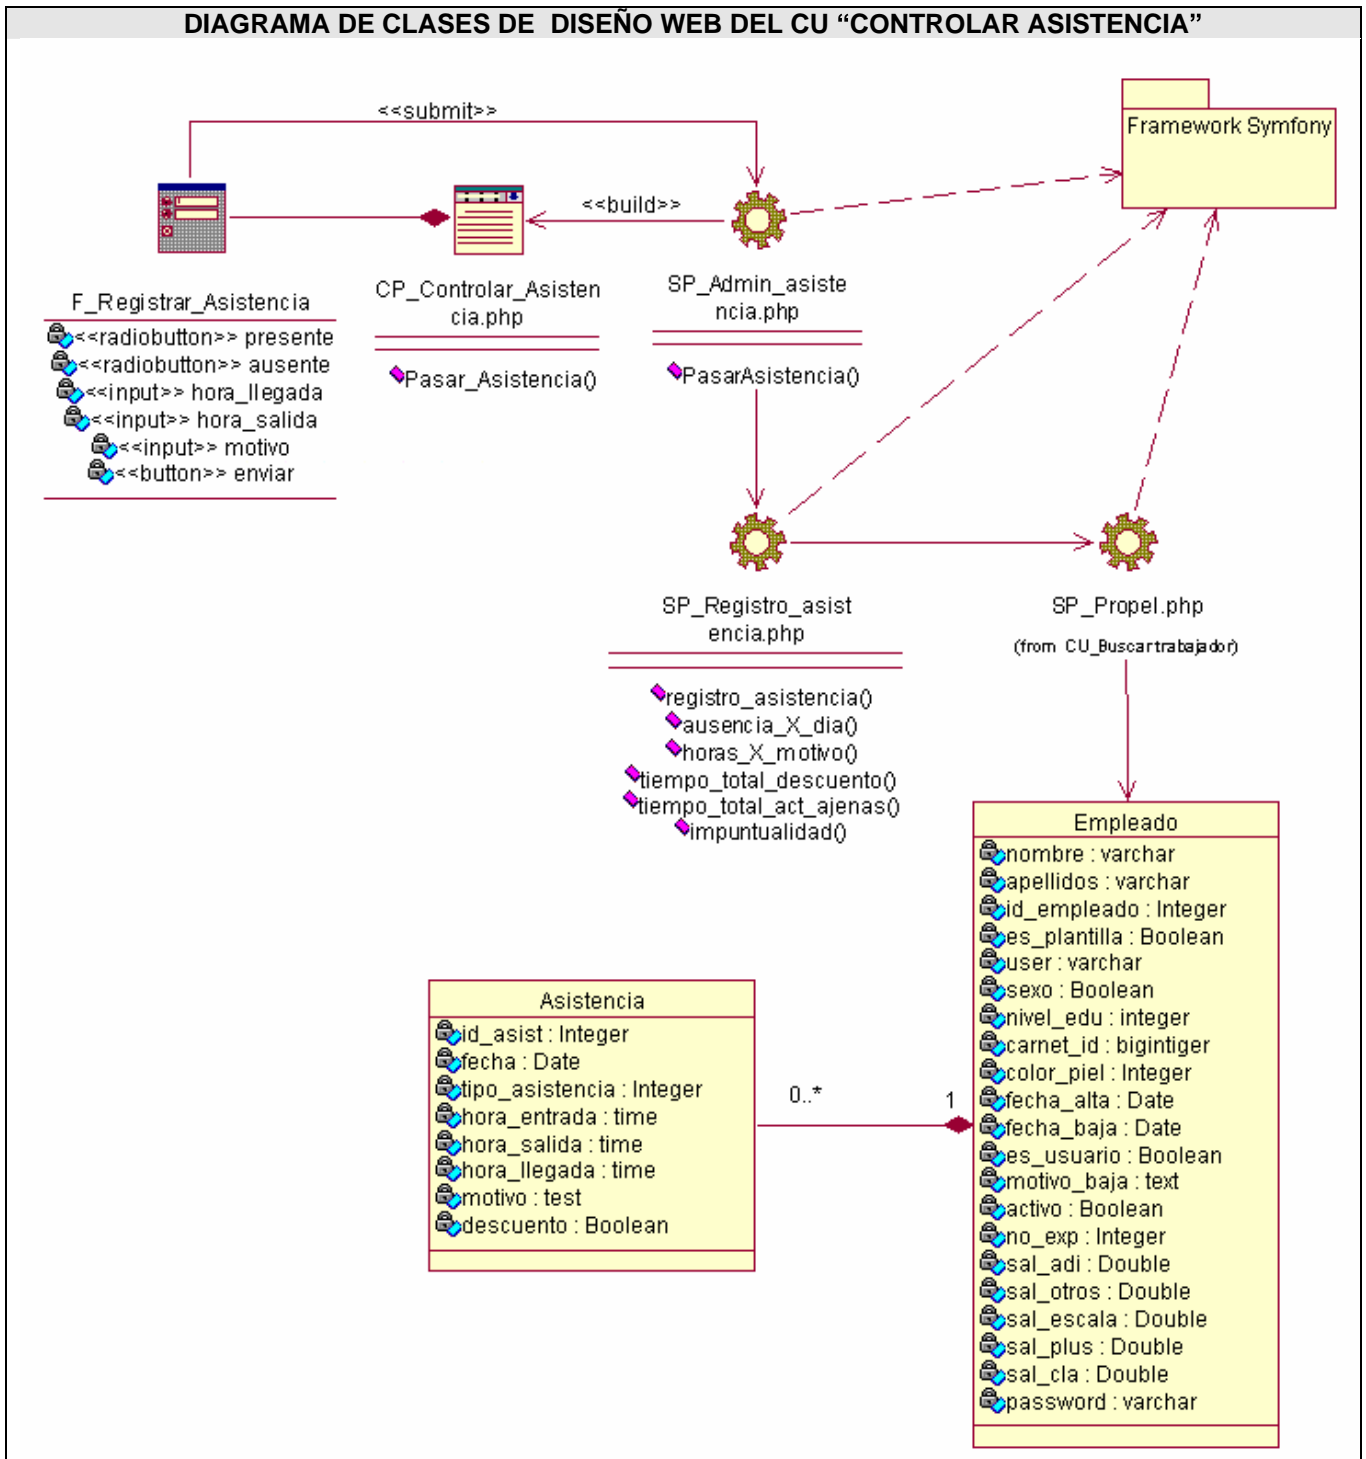 DIAGRAMA DE CLASES DE DISEÑO WEB DEL CU “CONTROLAR ASISTENCIA”
<<submit>>
Framework Symfony
<<build>>
F_Registrar_Asistencia
<<radiobutton>> presente
<<radiobutton>> ausente
<<input>> hora_llegada
<<input>> hora_salida
<<input>> motivo
<<button>> enviar
CP_Controlar_Asisten
cia.php
Pasar_Asistencia()
SP_Admin_asiste
ncia.php
PasarAsistencia()
SP_Registro_asist
encia.php
registro_asistencia()
ausencia_X_dia()
horas_X_motivo()
tiempo_total_descuento()
tiempo_total_act_ajenas()
impuntualidad()
SP_Propel.php
(from CU_Buscartrabajador)
Asistencia
id_asist : Integer
fecha : Date
tipo_asistencia : Integer
hora_entrada : time
hora_salida : time
hora_llegada : time
motivo : test
descuento : Boolean
0..*
1
Empleado
nombre : varchar
apellidos : varchar
id_empleado : Integer
es_plantilla : Boolean
user : varchar
sexo : Boolean
nivel_edu : integer
carnet_id : bigintiger
color_piel : Integer
fecha_alta : Date
fecha_baja : Date
es_usuario : Boolean
motivo_baja : text
activo : Boolean
no_exp : Integer
sal_adi : Double
sal_otros : Double
sal_escala : Double
sal_plus : Double
sal_cla : Double
password : varchar